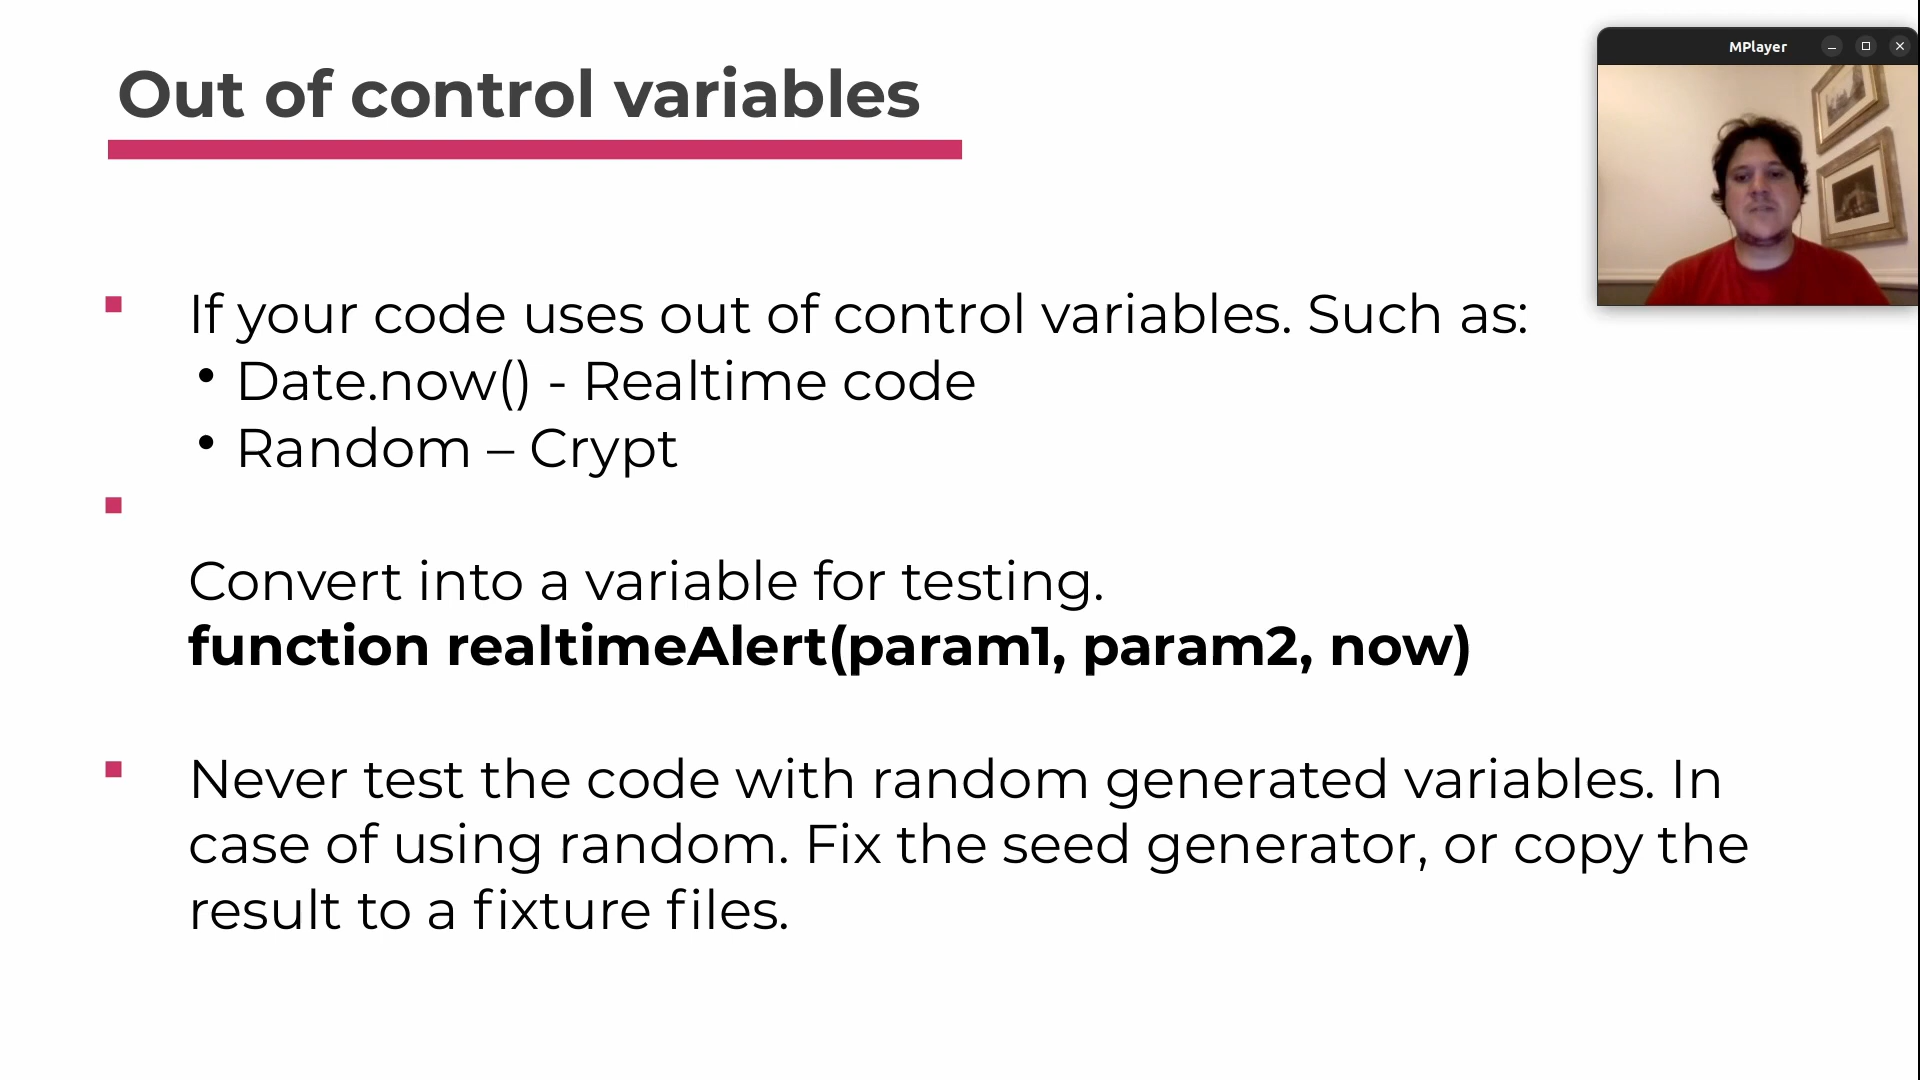 Out of control variables
MPlayer
If your code uses out of control variables. Such as:
Date.now() - Realtime code
Random – Crypt
Convert into a variable for testing.
function realtimeAlert(param1, param2, now)
Never test the code with random generated variables. In
case of using random. Fix the seed generator, or copy the
result to a fixture files.